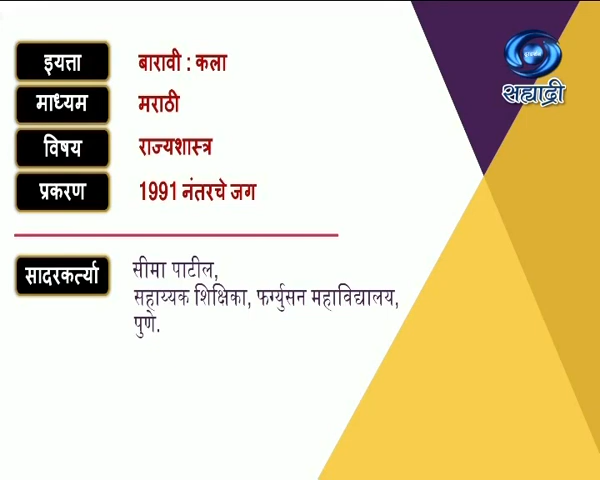 इयत्ता बारावी : कला
माध्यम मराठी
विषय राज्यशास्त्र
प्रकरण 1991 नंतरचे जग
सादरकर्त्या सीमा पाटील,
सहाय्यक शिक्षिका, फर्ग्युसन महाविद्यालय,
पुणे.
सह्याद्री